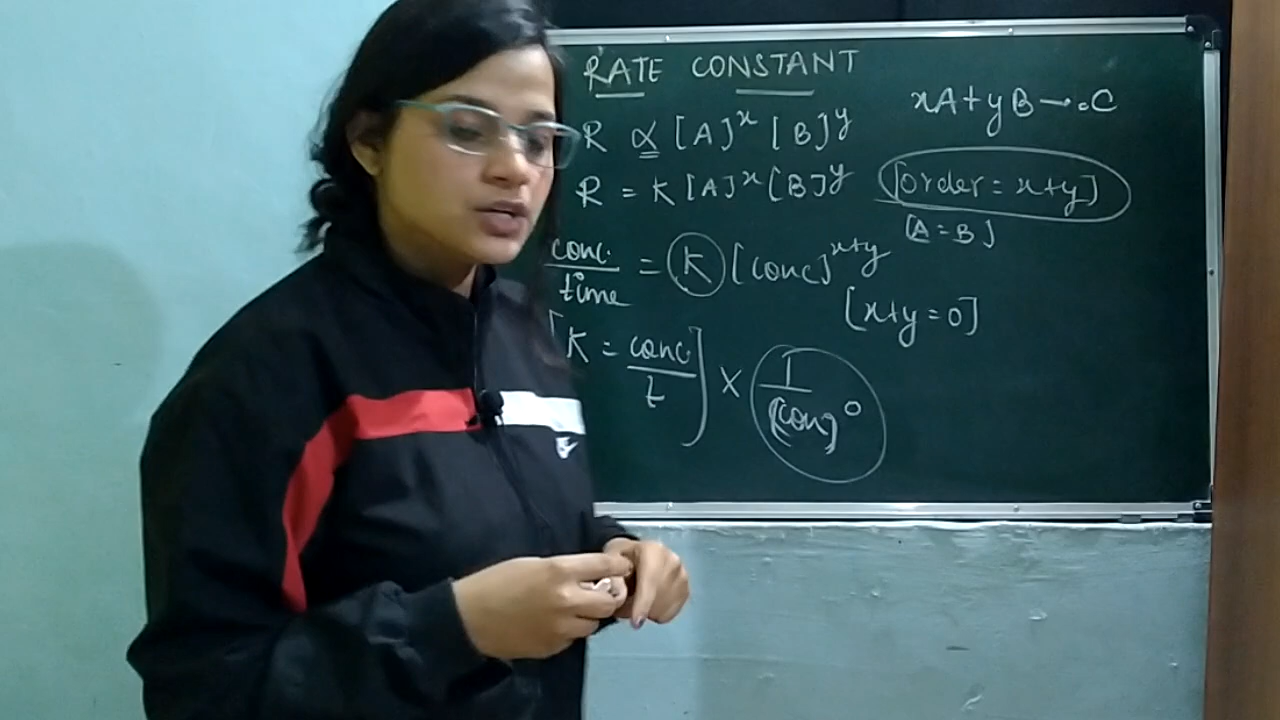 RATE CONSTANT
xA + yB → C
R ∝ [A]^x [B]^y
R = K [A]^x [B]^y
[order = x+y]
[A = B]
conc./time = K [conc]^x+y
[x+y = 0]
[K = conc/t] × 1/[conc]^0